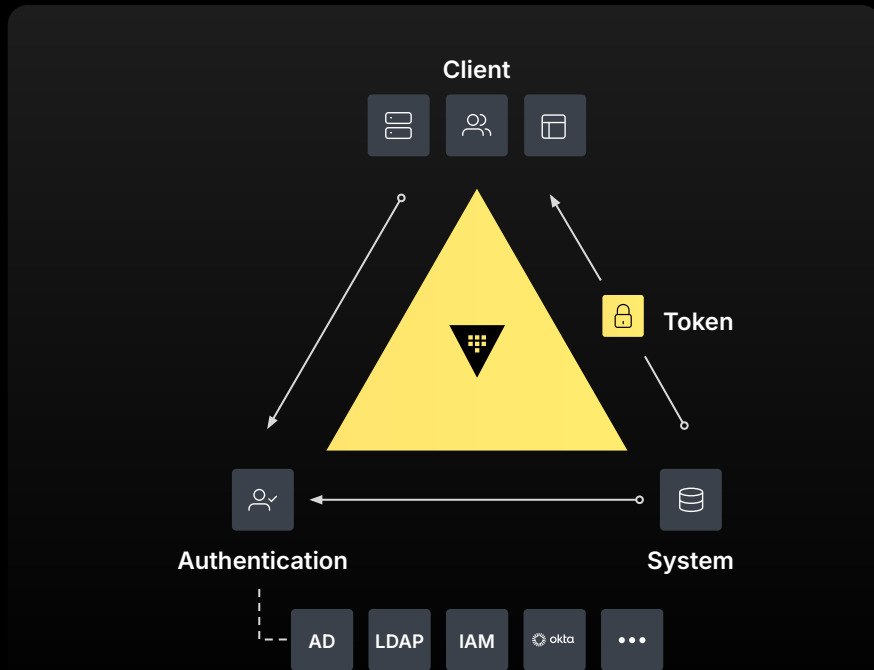 Client
Token
Authentication
System
AD
LDAP
IAM
okta